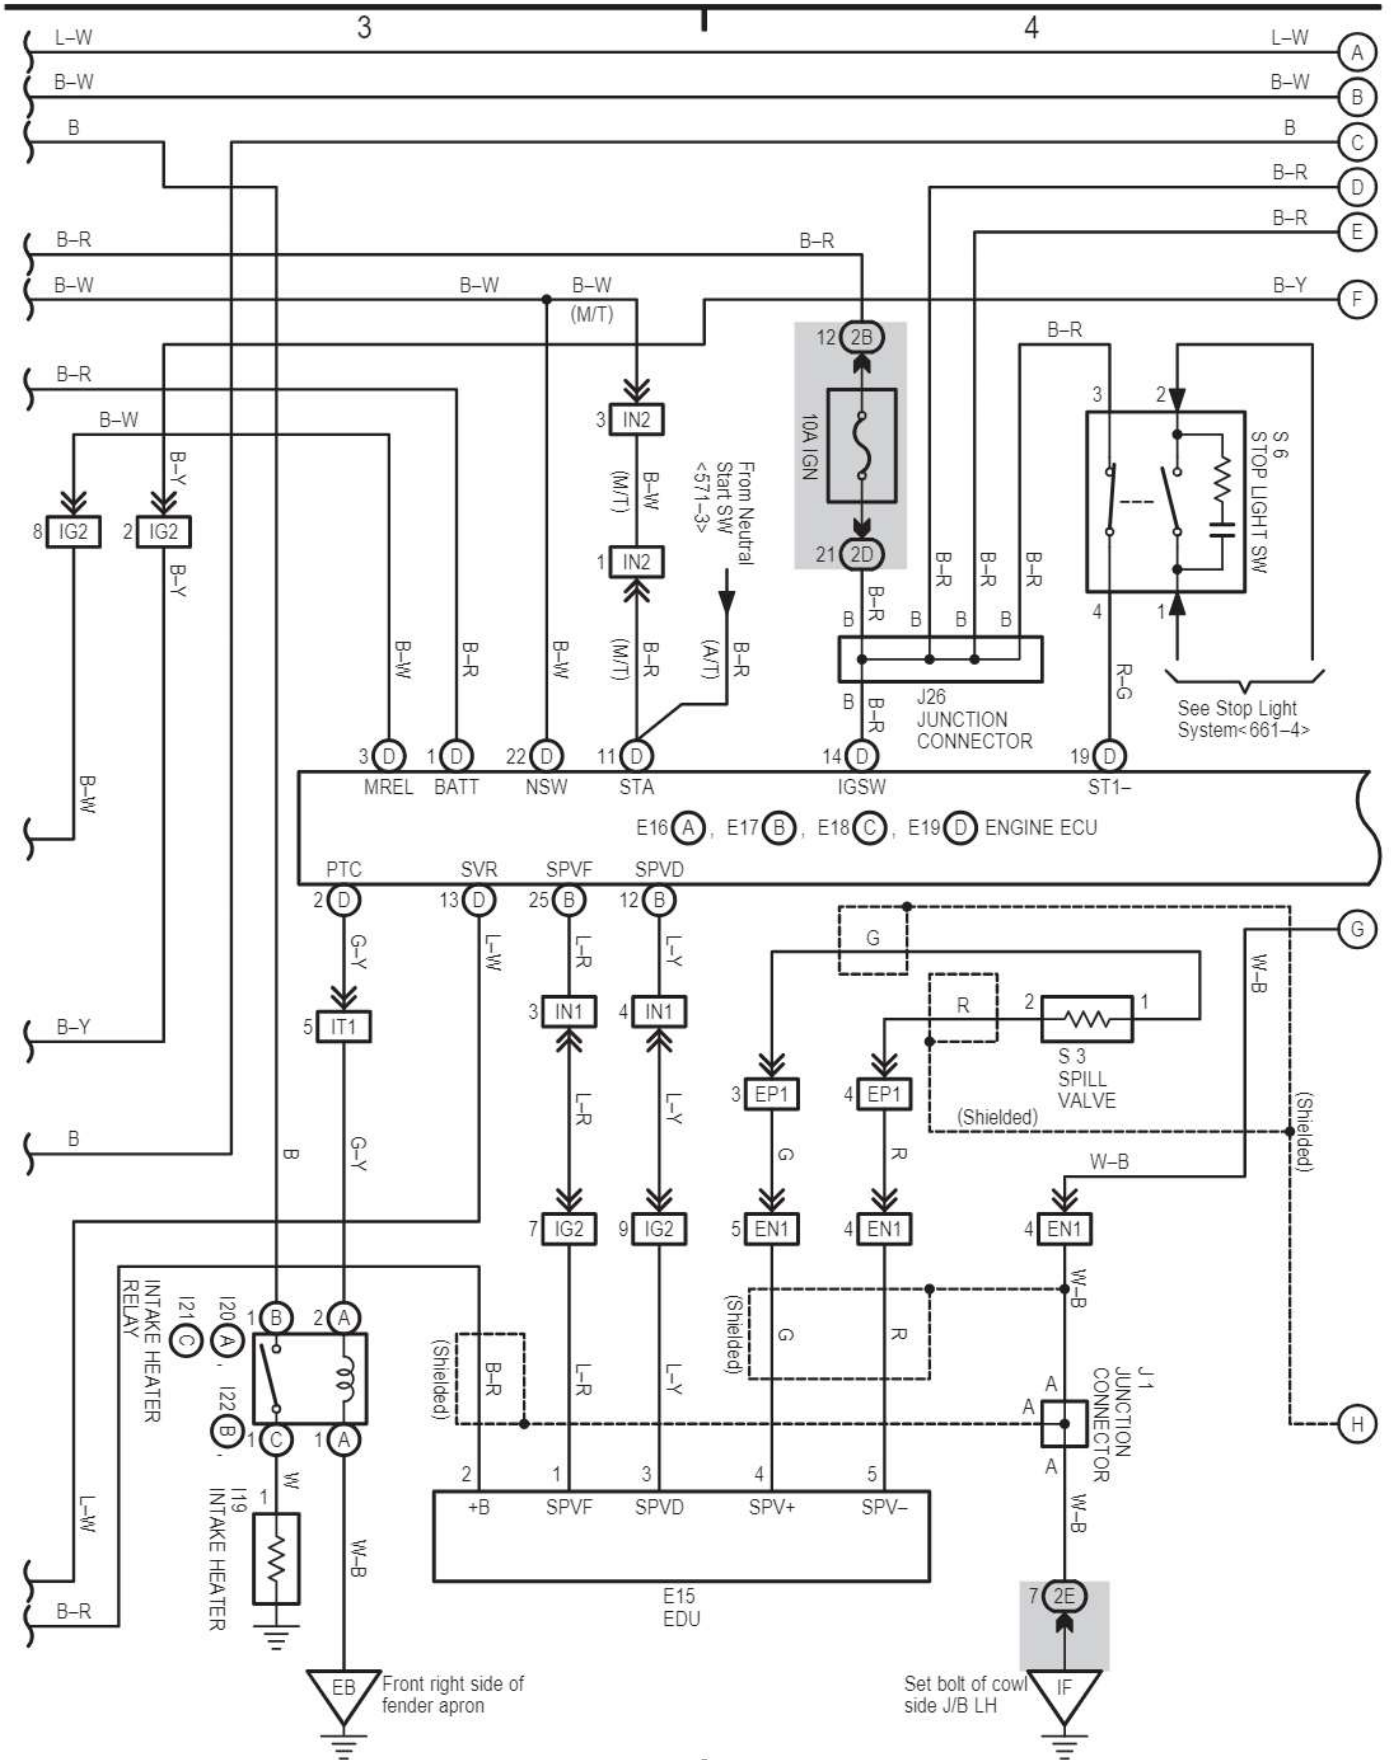 3
4
L–W
L–W
A
B–W
B–W
B
B
B
C
B–R
D
B–R
E
B–R
B–R
B–W
B–W
B–W
(M/T)
B–Y
F
B–R
B–R
12 2B
10A IGN
21 2D
B–W
B–Y
8 IG2
2 IG2
B–Y
3 IN2
B–W
(M/T)
1 IN2
From Neutral
Start SW
<571–3>
3
2
S 6
STOP LIGHT SW
4
1
B–R
B–R
B–R
B–R
B
B
B
B
B–W
B–R
B–W
B–R
(M/T)
B–R
(A/T)
B
B–R
J26
JUNCTION
CONNECTOR
R–G
See Stop Light
System<661–4>
B–W
3 D
1 D
22 D
11 D
14 D
19 D
MREL
BATT
NSW
STA
IGSW
ST1–
E16 A , E17 B , E18 C , E19 D ENGINE ECU
PTC
SVR
SPVF
SPVD
2 D
13 D
25 B
12 B
G–Y
L–W
L–R
L–Y
G
W–B
G
5 IT1
3 IN1
4 IN1
R
2
1
S 3
SPILL
VALVE
B–Y
3 EP1
4 EP1
(Shielded)
(Shielded)
L–R
L–Y
G
R
W–B
B
B
G–Y
7 IG2
9 IG2
5 EN1
4 EN1
4 EN1
W–B
INTAKE HEATER
RELAY
I20 A , I22 B ,
I21 C
1 B
2 A
1 C
1 A
(Shielded)
B–R
L–R
L–Y
(Shielded)
G
R
J 1
JUNCTION
CONNECTOR
A
A
A
H
W
I19
INTAKE HEATER
1
2
1
3
4
5
+B
SPVF
SPVD
SPV+
SPV–
L–W
W–B
W–B
E15
EDU
7 2E
B–R
EB
Front right side of
fender apron
Set bolt of cowl
side J/B LH
IF